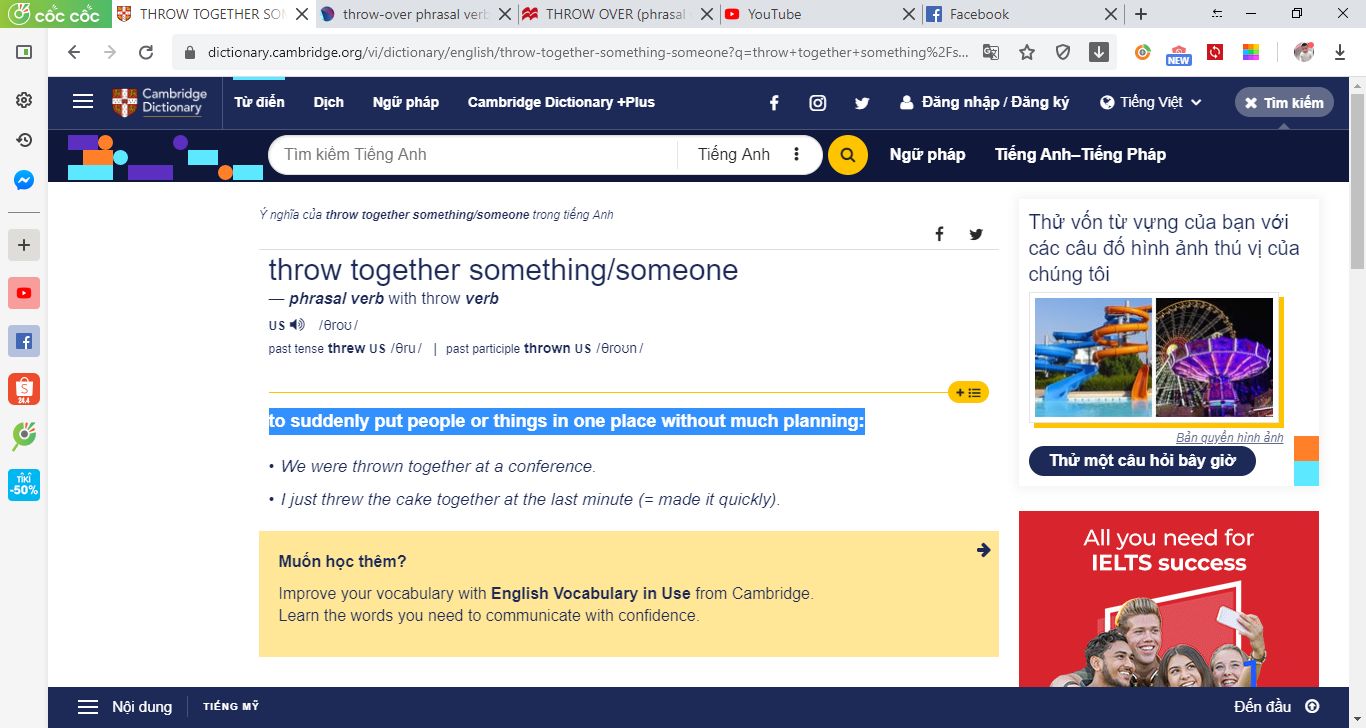 cốc cốc
THROW TOGETHER SOM
throw-over phrasal verb
THROW OVER (phrasal
YouTube
Facebook
dictionary.cambridge.org/vi/dictionary/english/throw-together-something-someone?q=throw+together+something%2Fs...
NEW
Cambridge
Dictionary
Từ điển
Dịch
Ngữ pháp
Cambridge Dictionary +Plus
Đăng nhập / Đăng ký
Tiếng Việt
Tìm kiếm
Tìm kiếm Tiếng Anh
Tiếng Anh
Ngữ pháp
Tiếng Anh–Tiếng Pháp
Ý nghĩa của throw together something/someone trong tiếng Anh
throw together something/someone
— phrasal verb with throw verb
US /θroʊ/
past tense threw US /θru/ | past participle thrown US /θroʊn/
to suddenly put people or things in one place without much planning:
• We were thrown together at a conference.
• I just threw the cake together at the last minute (= made it quickly).
Muốn học thêm?
Improve your vocabulary with English Vocabulary in Use from Cambridge.
Learn the words you need to communicate with confidence.
Thử vốn từ vựng của bạn với
các câu đố hình ảnh thú vị của
chúng tôi
Bản quyền hình ảnh
Thử một câu hỏi bây giờ
All you need for
IELTS success
1
24.4
TIKI
-50%
Nội dung
TIẾNG MỸ
Đến đầu